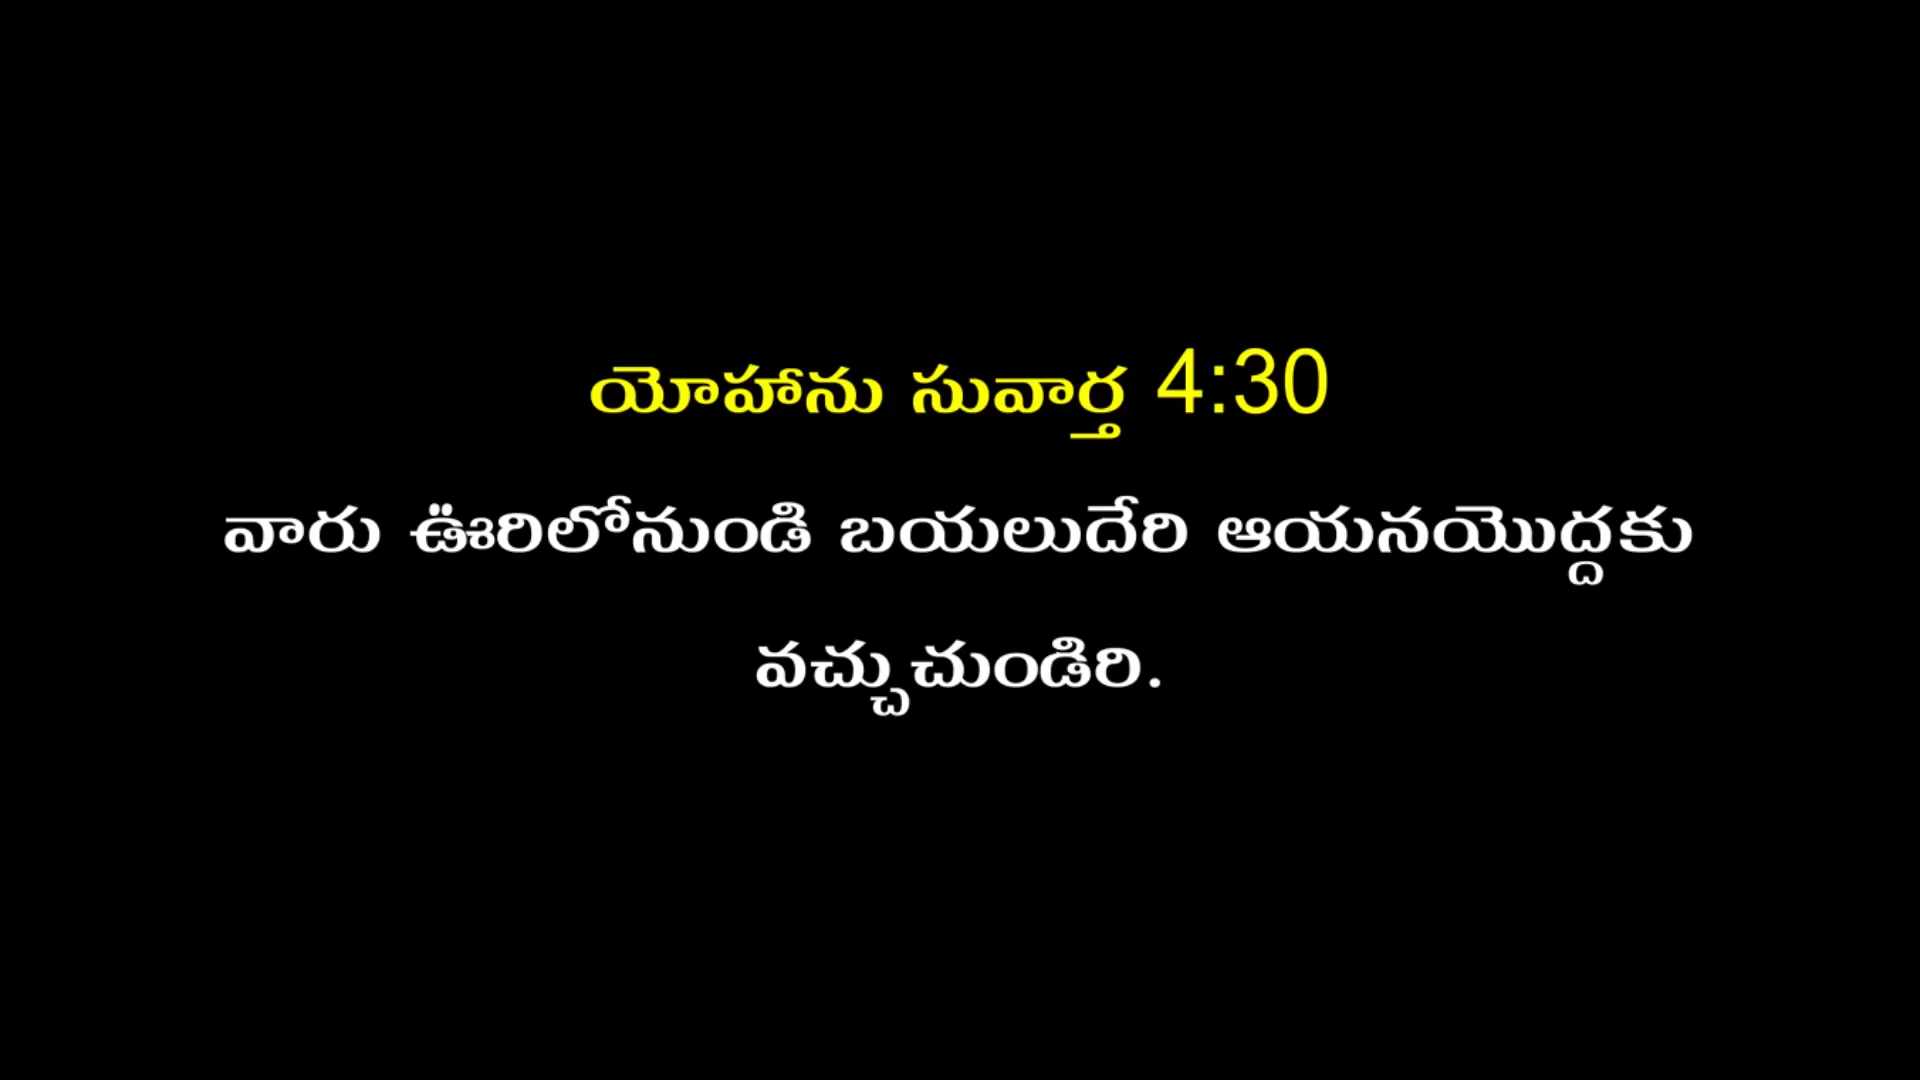 యోహాను సువార్త 4:30
వారు ఊరిలోనుండి బయలుదేరి ఆయనయొద్దకు
వచ్చుచుండిరి.